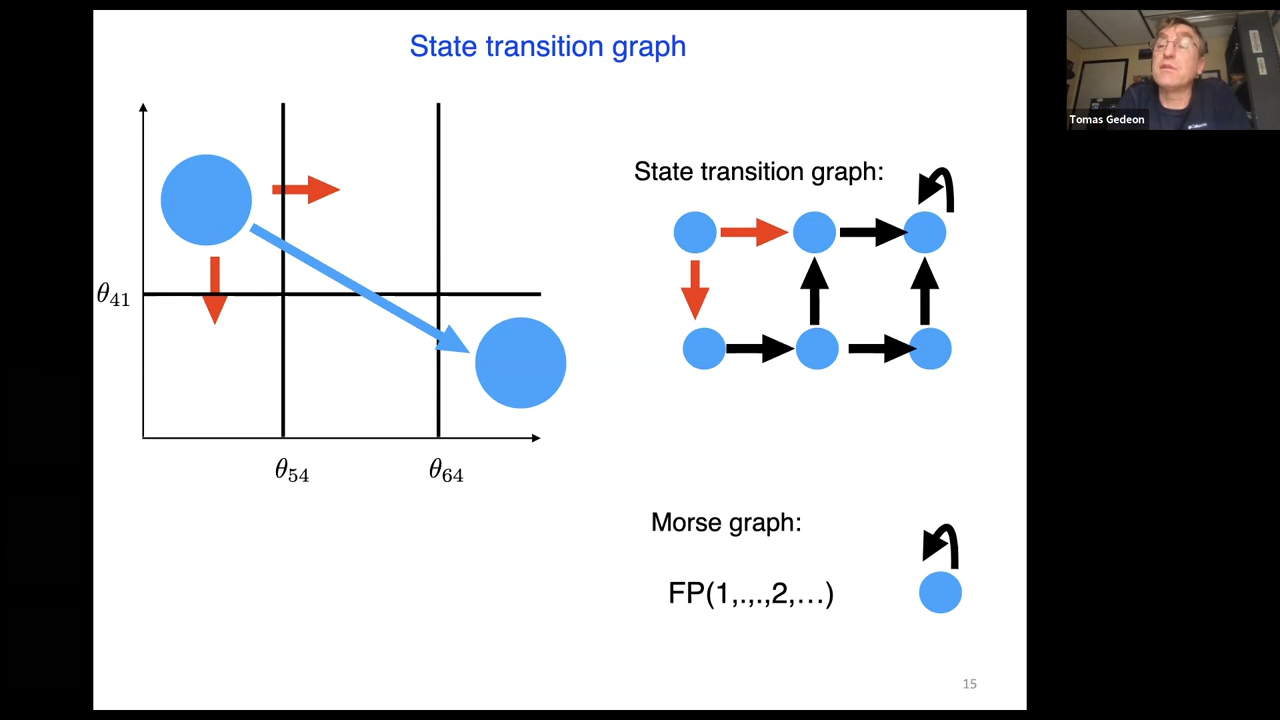 State transition graph
Tomas Gedeon
State transition graph:
θ41
θ54
θ64
Morse graph:
FP(1,.,.,2,…)
15